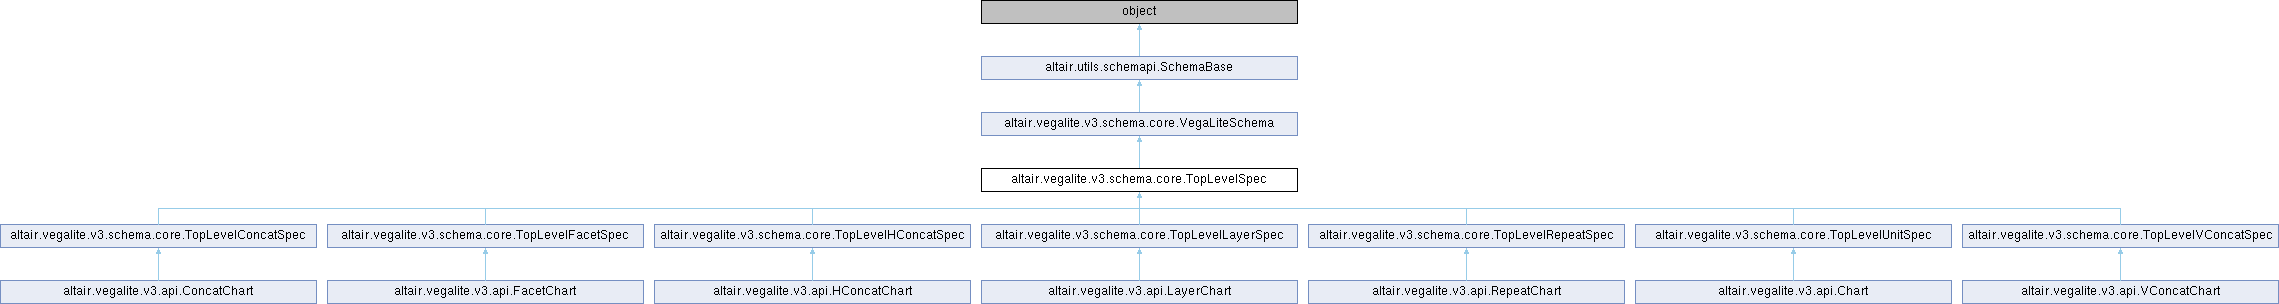 object
altair.utils.schemapi.SchemaBase
altair.vegalite.v3.schema.core.VegaLiteSchema
altair.vegalite.v3.schema.core.TopLevelSpec
altair.vegalite.v3.schema.core.TopLevelConcatSpec
altair.vegalite.v3.schema.core.TopLevelFacetSpec
altair.vegalite.v3.schema.core.TopLevelHConcatSpec
altair.vegalite.v3.schema.core.TopLevelLayerSpec
altair.vegalite.v3.schema.core.TopLevelRepeatSpec
altair.vegalite.v3.schema.core.TopLevelUnitSpec
altair.vegalite.v3.schema.core.TopLevelVConcatSpec
altair.vegalite.v3.api.ConcatChart
altair.vegalite.v3.api.FacetChart
altair.vegalite.v3.api.HConcatChart
altair.vegalite.v3.api.LayerChart
altair.vegalite.v3.api.RepeatChart
altair.vegalite.v3.api.Chart
altair.vegalite.v3.api.VConcatChart